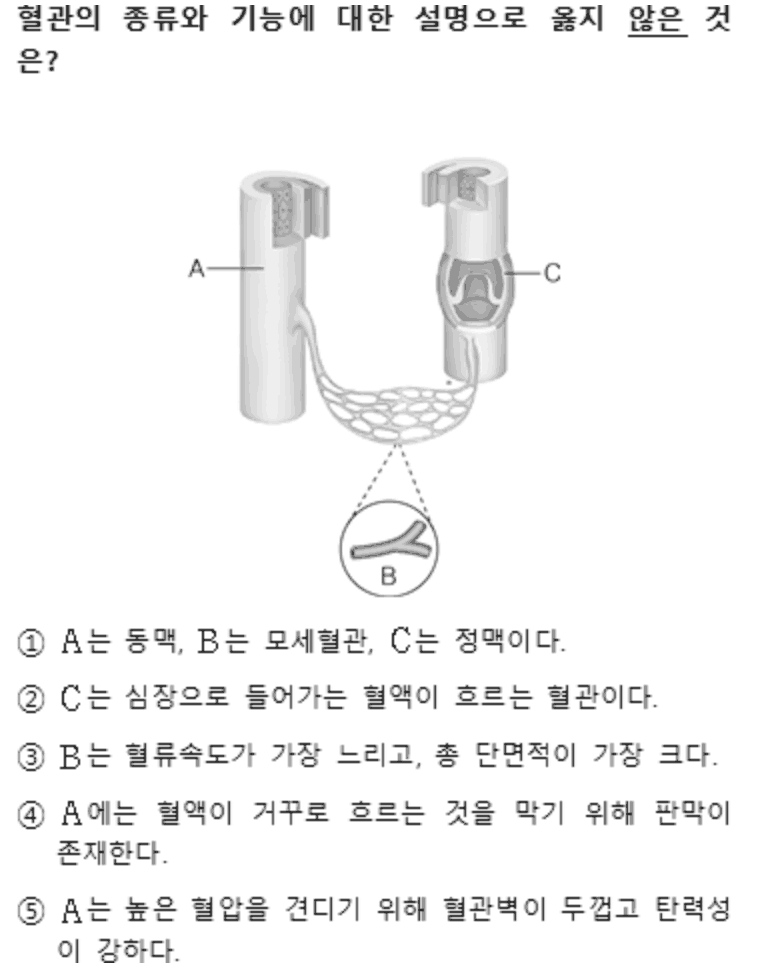 혈관의 종류와 기능에 대한 설명으로 옳지 않은 것
은?
A
C
B
① A는 동맥, B는 모세혈관, C는 정맥이다.
② C는 심장으로 들어가는 혈액이 흐르는 혈관이다.
③ B는 혈류속도가 가장 느리고, 총 단면적이 가장 크다.
④ A에는 혈액이 거꾸로 흐르는 것을 막기 위해 판막이
존재한다.
⑤ A는 높은 혈압을 견디기 위해 혈관벽이 두껍고 탄력성
이 강하다.